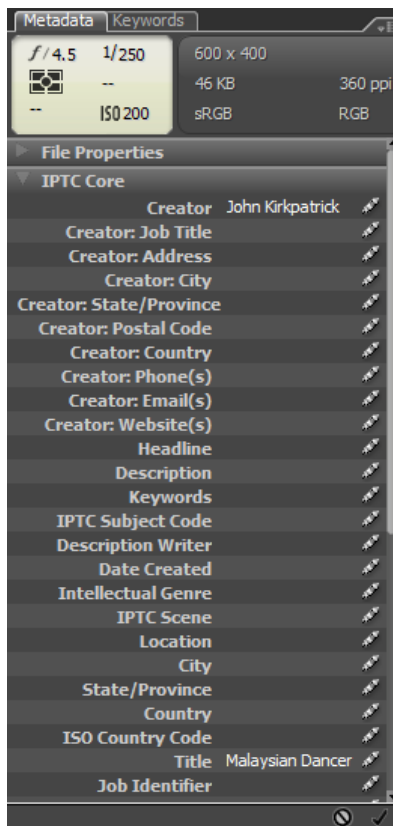 Metadata Keywords
f/4.5 1/250
--
-- ISO 200
600 x 400
46 KB 360 ppi
sRGB RGB
File Properties
IPTC Core
Creator John Kirkpatrick
Creator: Job Title
Creator: Address
Creator: City
Creator: State/Province
Creator: Postal Code
Creator: Country
Creator: Phone(s)
Creator: Email(s)
Creator: Website(s)
Headline
Description
Keywords
IPTC Subject Code
Description Writer
Date Created
Intellectual Genre
IPTC Scene
Location
City
State/Province
Country
ISO Country Code
Title Malaysian Dancer
Job Identifier